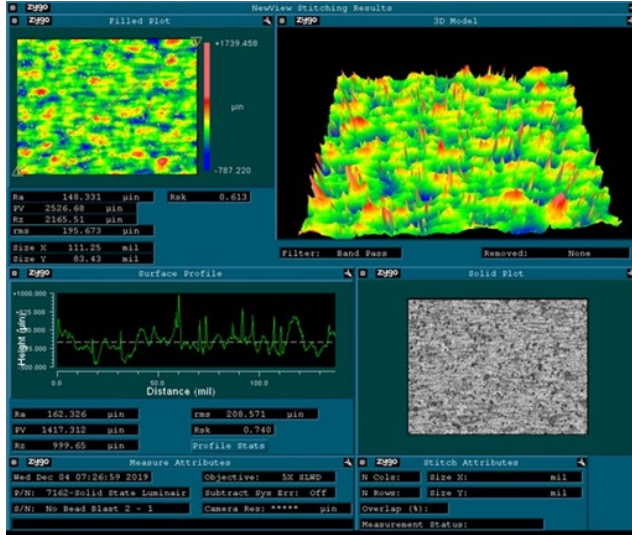 zygo NewView Stitching Results
zygo Filled Plot
+1739.458
µin
-787.220
Ra 148.331 µin Rsk 0.613
PV 2526.68 µin
Rz 2165.51 µin
rms 195.673 µin
Size X 111.25 mil
Size Y 83.43 mil
zygo 3D Model
Filter: Band Pass Removed: None
zygo Surface Profile
+1000.000
Height (µin)
0.0 50.0 100.0
Distance (mil)
Ra 162.326 µin rms 208.571 µin
PV 1417.312 µin Rsk 0.740
Rz 999.65 µin Profile Stats
zygo Solid Plot
zygo Measure Attributes
Wed Dec 04 07:26:59 2019 Objective: 5X SLWD
P/N: 7162-Solid State Luminair Subtract Sys Err: Off
S/N: No Bead Blast 2 - 1 Camera Res: ***** µin
zygo Stitch Attributes
N Cols: Size X: mil
N Rows: Size Y: mil
Overlap (%):
Measurement Status: